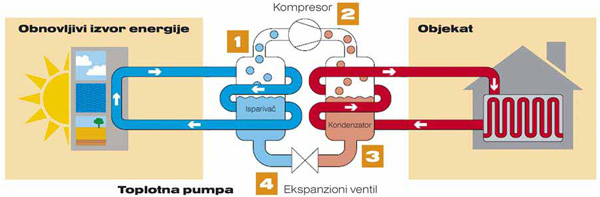 Kompresor
Obnovljivi izvor energije
Objekat
1
2
Isparivač
Kondenzator
3
4
Toplotna pumpa
Ekspanzioni ventil